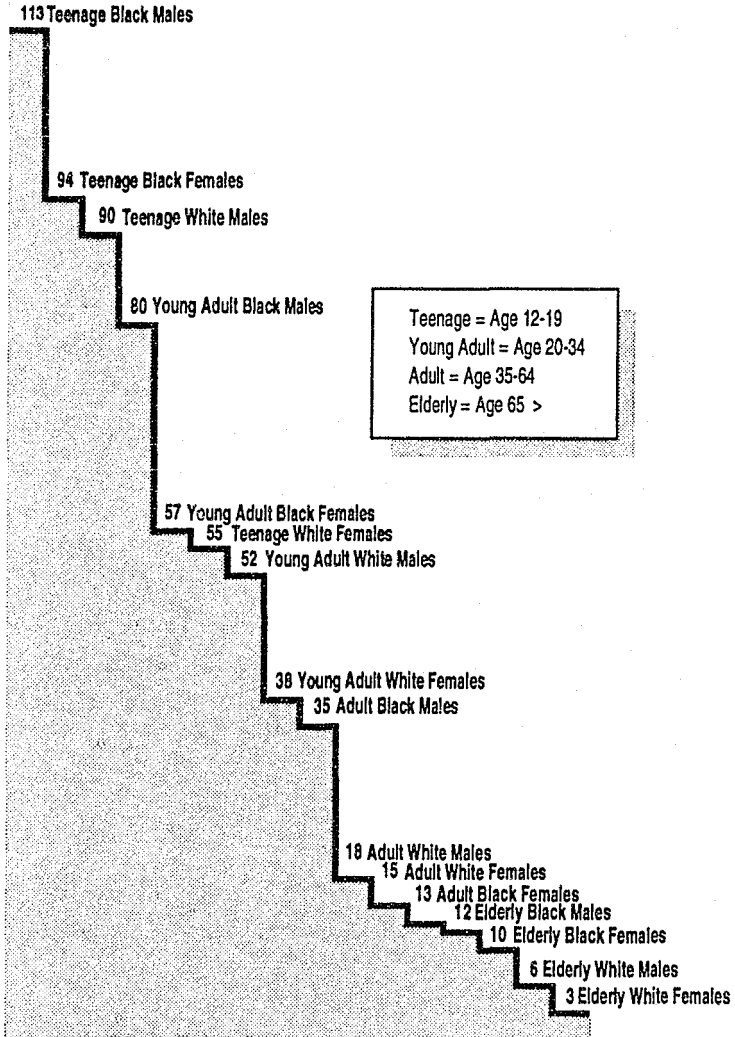 113 Teenage Black Males
94 Teenage Black Females
90 Teenage White Males
80 Young Adult Black Males
Teenage = Age 12-19
Young Adult = Age 20-34
Adult = Age 35-64
Elderly = Age 65 >
57 Young Adult Black Females
55 Teenage White Females
52 Young Adult White Males
38 Young Adult White Females
35 Adult Black Males
18 Adult White Males
15 Adult White Females
13 Adult Black Females
12 Elderly Black Males
10 Elderly Black Females
6 Elderly White Males
3 Elderly White Females